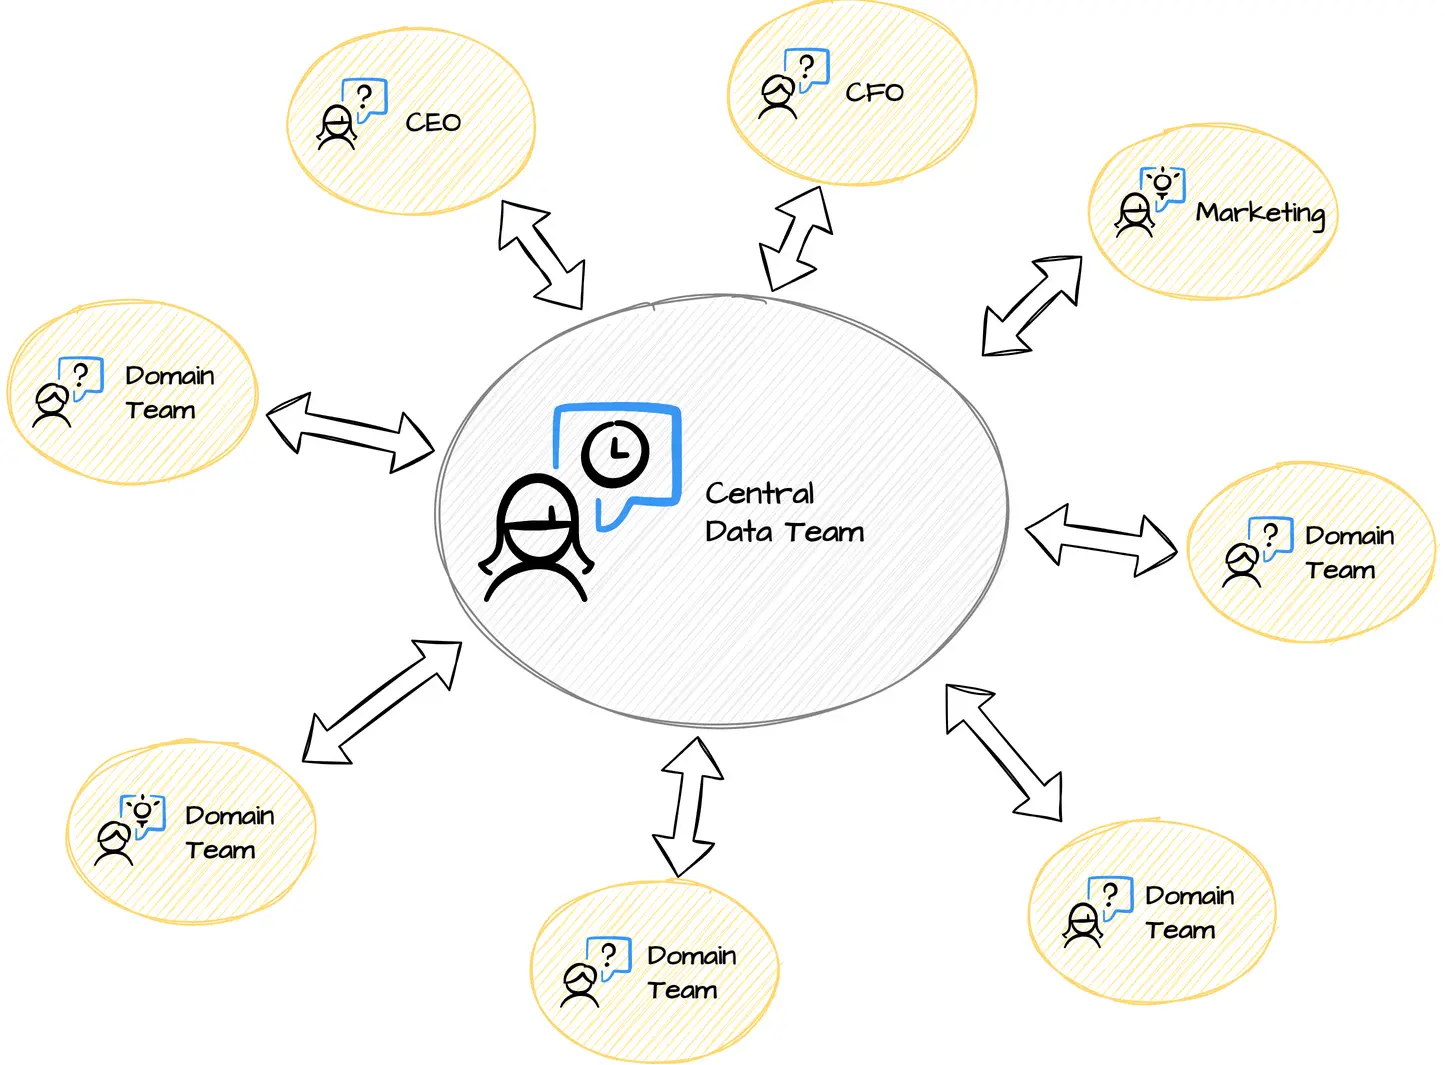 CEO
CFO
Marketing
Domain
Team
Central
Data Team
Domain
Team
Domain
Team
Domain
Team
Domain
Team